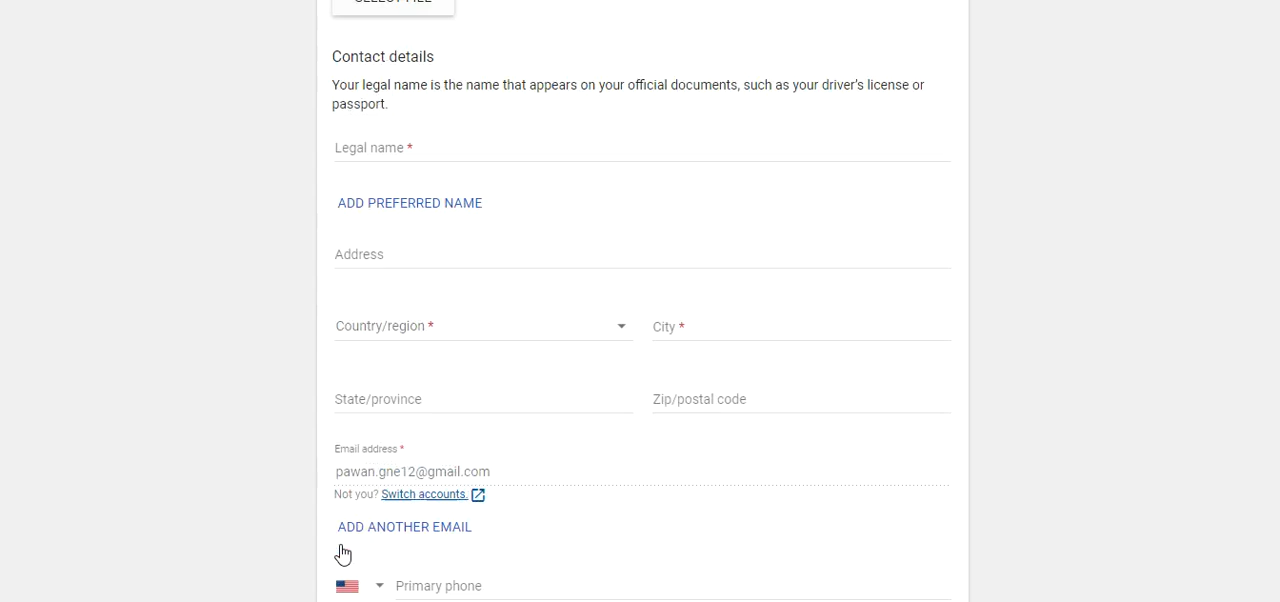 Contact details
Your legal name is the name that appears on your official documents, such as your driver's license or
passport.
Legal name *
ADD PREFERRED NAME
Address
Country/region * City *
State/province Zip/postal code
Email address *
pawan.gne12@gmail.com
Not you? Switch accounts.
ADD ANOTHER EMAIL
Primary phone